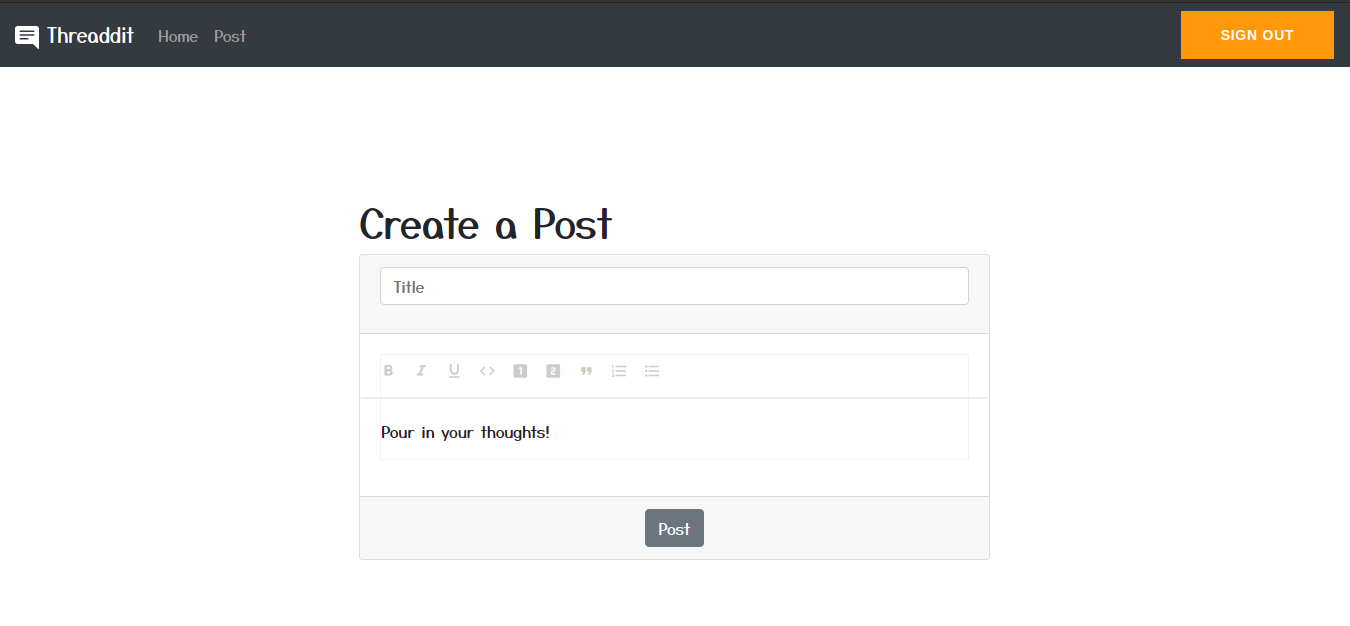 Threaddit Home Post SIGN OUT
Create a Post
Title
B I U <> 1 2
Pour in your thoughts!
Post